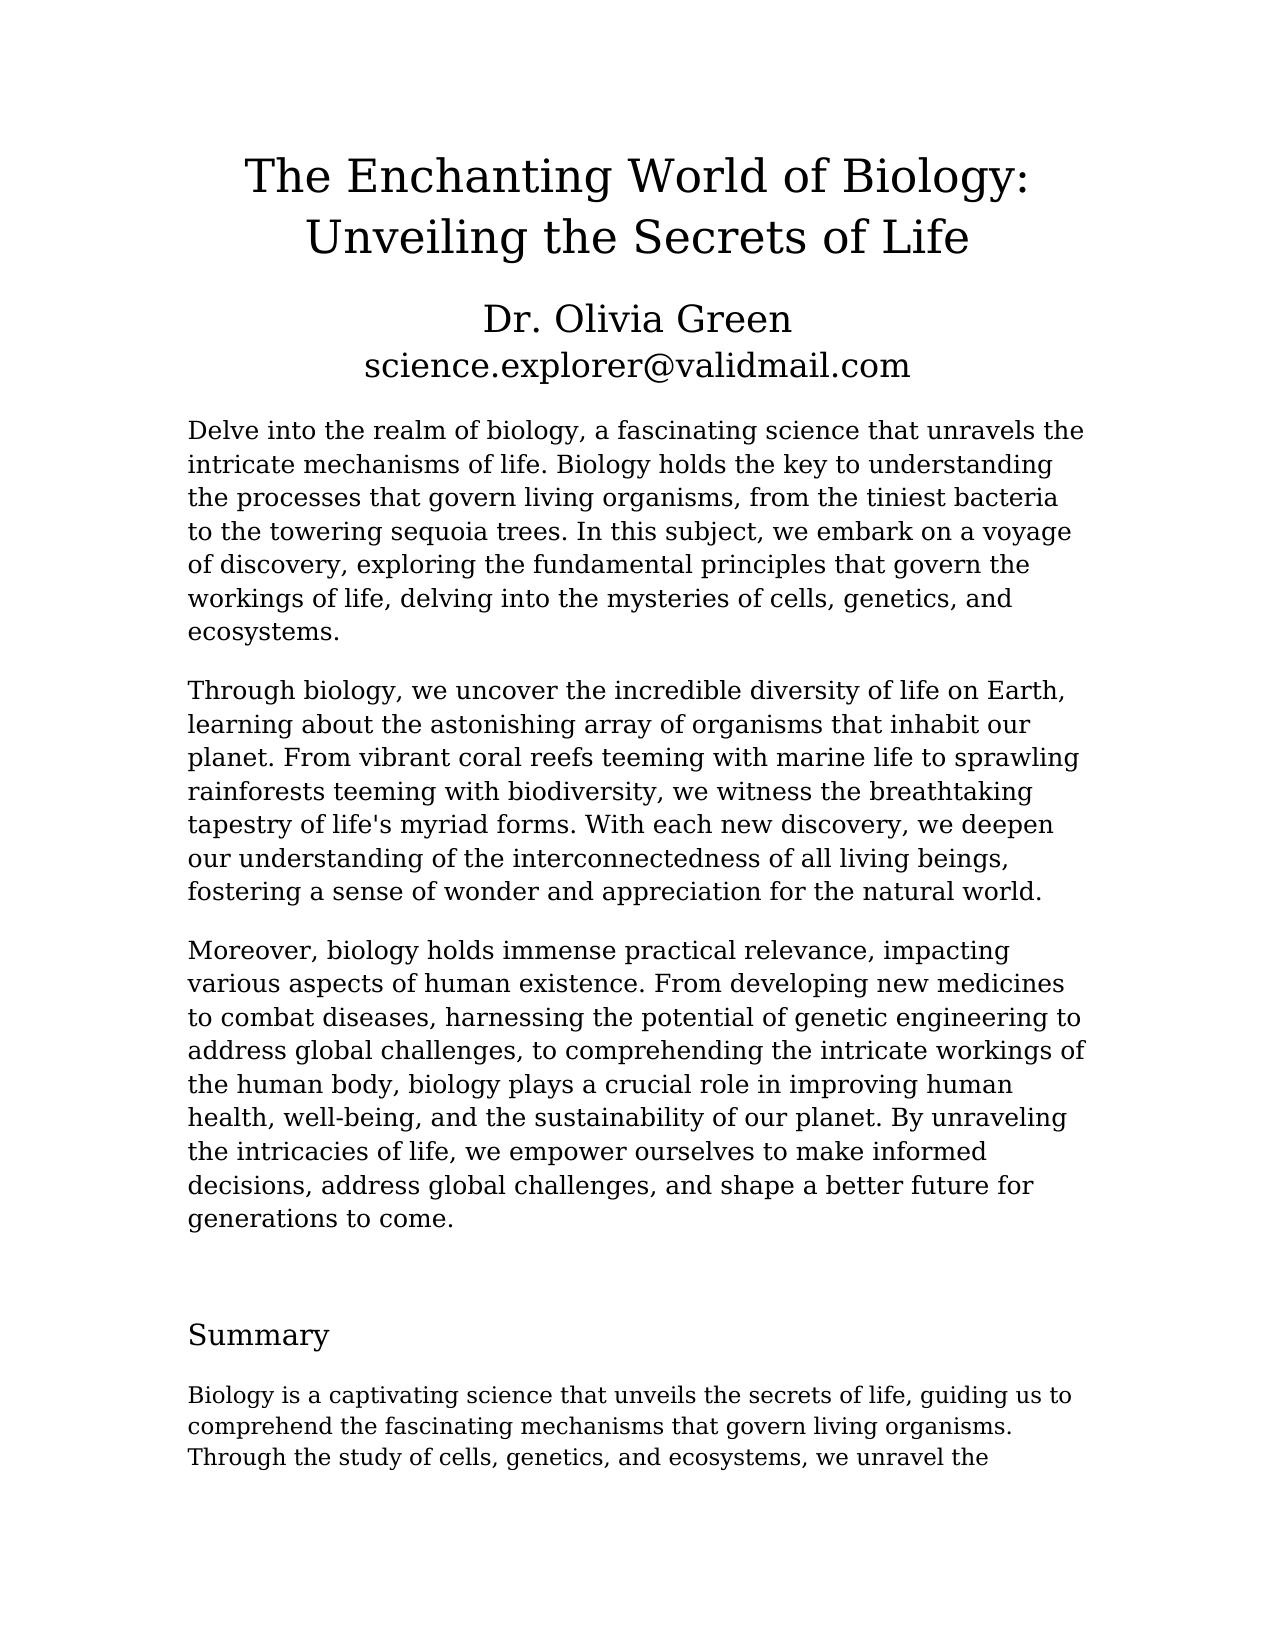 The Enchanting World of Biology:
Unveiling the Secrets of Life
Dr. Olivia Green
science.explorer@validmail.com
Delve into the realm of biology, a fascinating science that unravels the
intricate mechanisms of life. Biology holds the key to understanding
the processes that govern living organisms, from the tiniest bacteria
to the towering sequoia trees. In this subject, we embark on a voyage
of discovery, exploring the fundamental principles that govern the
workings of life, delving into the mysteries of cells, genetics, and
ecosystems.
Through biology, we uncover the incredible diversity of life on Earth,
learning about the astonishing array of organisms that inhabit our
planet. From vibrant coral reefs teeming with marine life to sprawling
rainforests teeming with biodiversity, we witness the breathtaking
tapestry of life's myriad forms. With each new discovery, we deepen
our understanding of the interconnectedness of all living beings,
fostering a sense of wonder and appreciation for the natural world.
Moreover, biology holds immense practical relevance, impacting
various aspects of human existence. From developing new medicines
to combat diseases, harnessing the potential of genetic engineering to
address global challenges, to comprehending the intricate workings of
the human body, biology plays a crucial role in improving human
health, well-being, and the sustainability of our planet. By unraveling
the intricacies of life, we empower ourselves to make informed
decisions, address global challenges, and shape a better future for
generations to come.
Summary
Biology is a captivating science that unveils the secrets of life, guiding us to
comprehend the fascinating mechanisms that govern living organisms.
Through the study of cells, genetics, and ecosystems, we unravel the